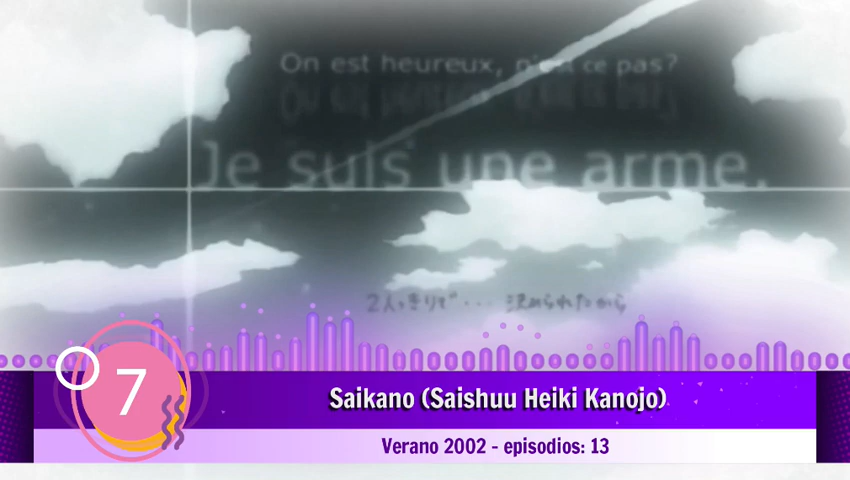 On est heureux, n'est ce pas?
Je suis une arme.
2人っきりで・・・
7
Saikano (Saishuu Heiki Kanojo)
Verano 2002 - episodios: 13